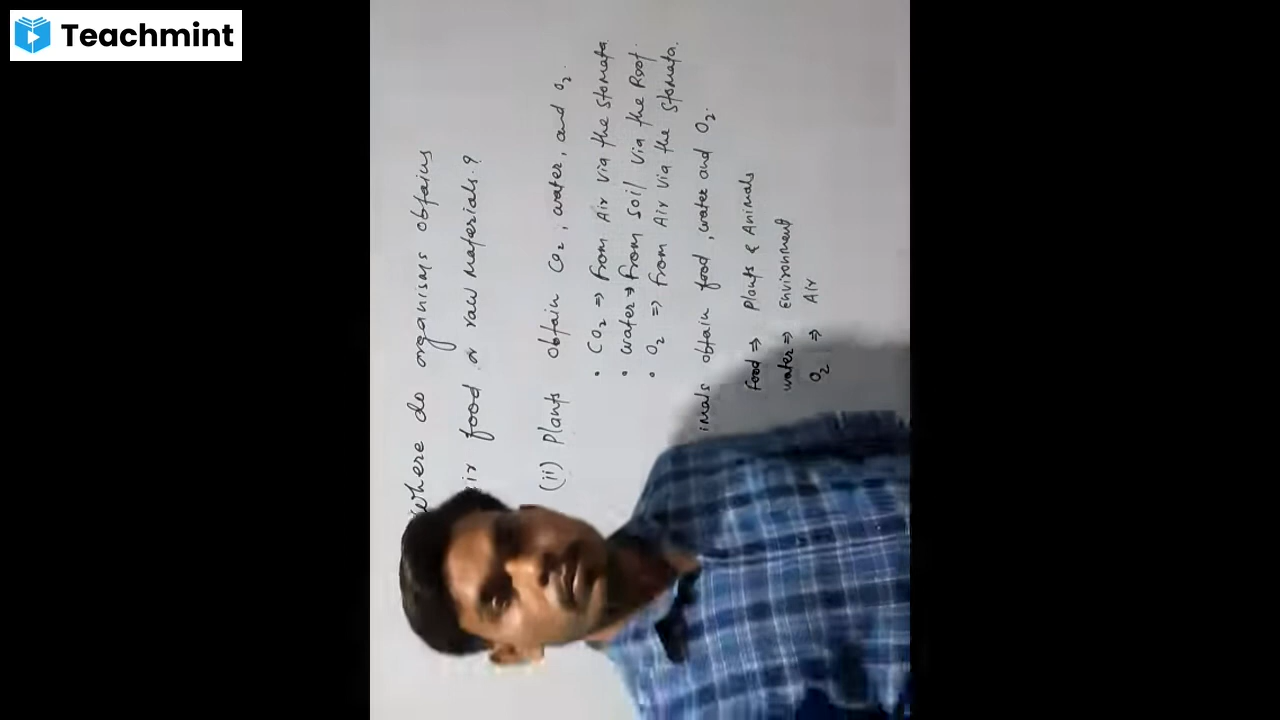 Teachmint
Where do organisms obtains
food or raw materials.?
(ii) Plants obtain CO2, water, and O2.
• CO2 ⇒ From Air via the Stomata
• water ⇒ From Soil via the Root.
• O2 ⇒ From Air via the Stomata.
imals obtain food, water and O2.
food ⇒ Plants & Animals
water ⇒ Environment
O2 ⇒ Air